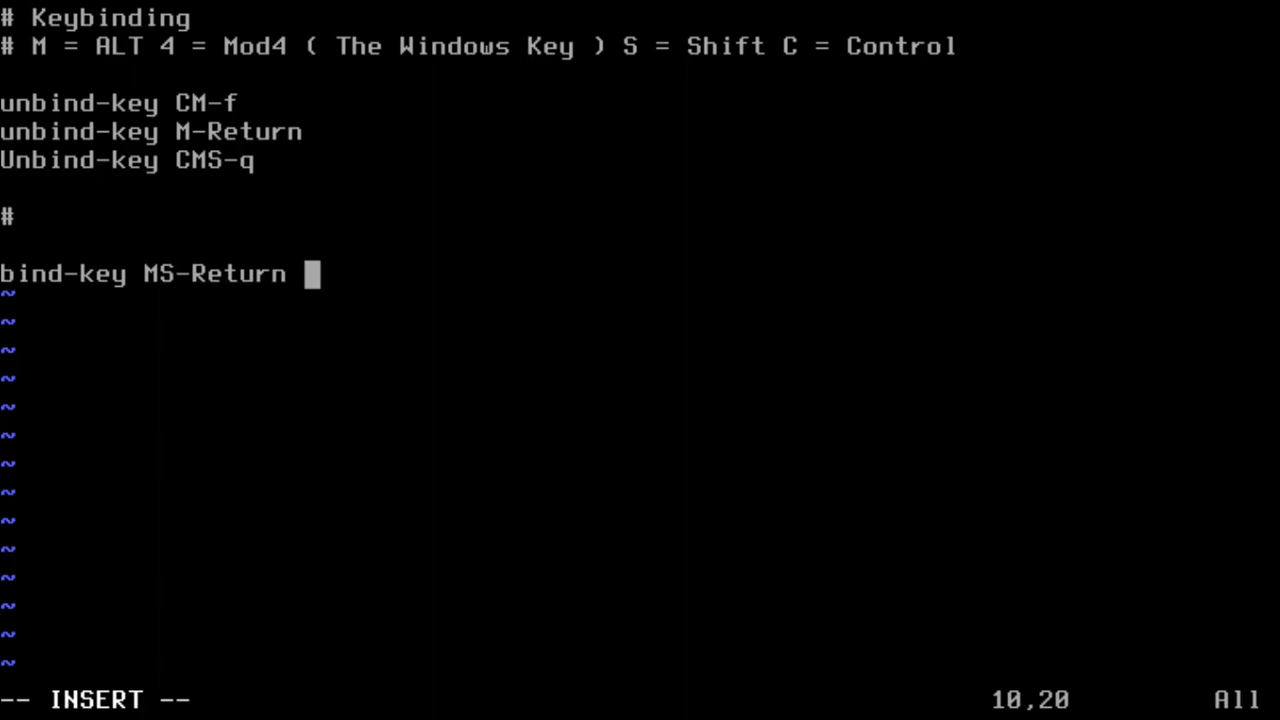 # Keybinding
# M = ALT 4 = Mod4 ( The Windows Key ) S = Shift C = Control
unbind-key CM-f
unbind-key M-Return
Unbind-key CMS-q
#
bind-key MS-Return
~
~
~
~
~
~
~
~
~
~
~
~
~
~
-- INSERT -- 10,20 All